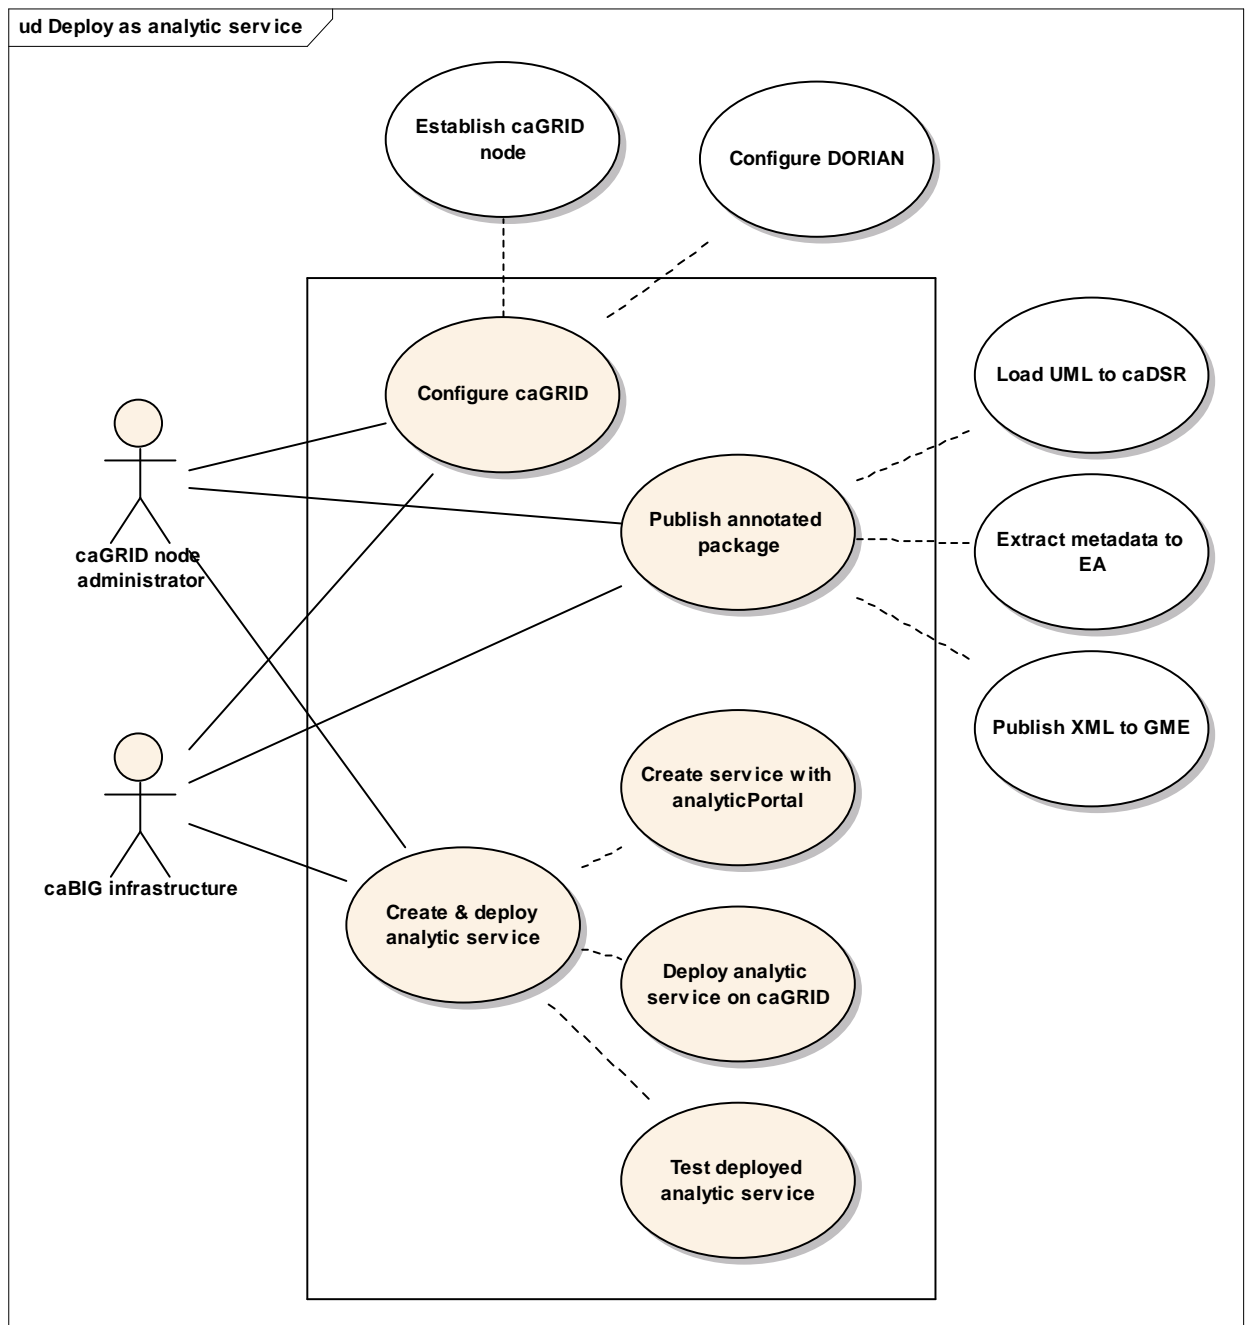 ud Deploy as analytic service
Establish caGRID
node
Configure DORIAN
Load UML to caDSR
Configure caGRID
Publish annotated
package
Extract metadata to
EA
caGRID node
administrator
Publish XML to GME
Create service with
analyticPortal
caBIG infrastructure
Create & deploy
analytic service
Deploy analytic
service on caGRID
Test deployed
analytic service